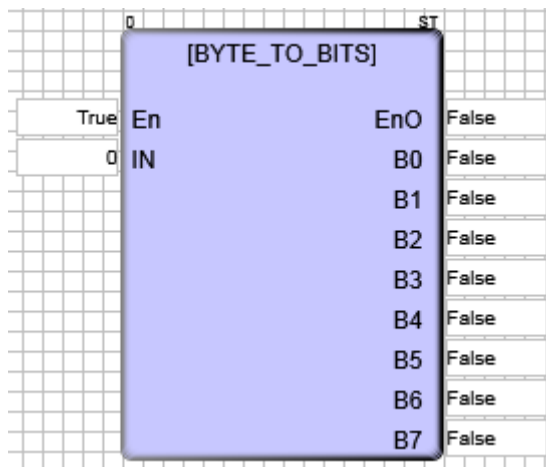 0 ST
[BYTE_TO_BITS]
True En EnO False
0 IN B0 False
B1 False
B2 False
B3 False
B4 False
B5 False
B6 False
B7 False